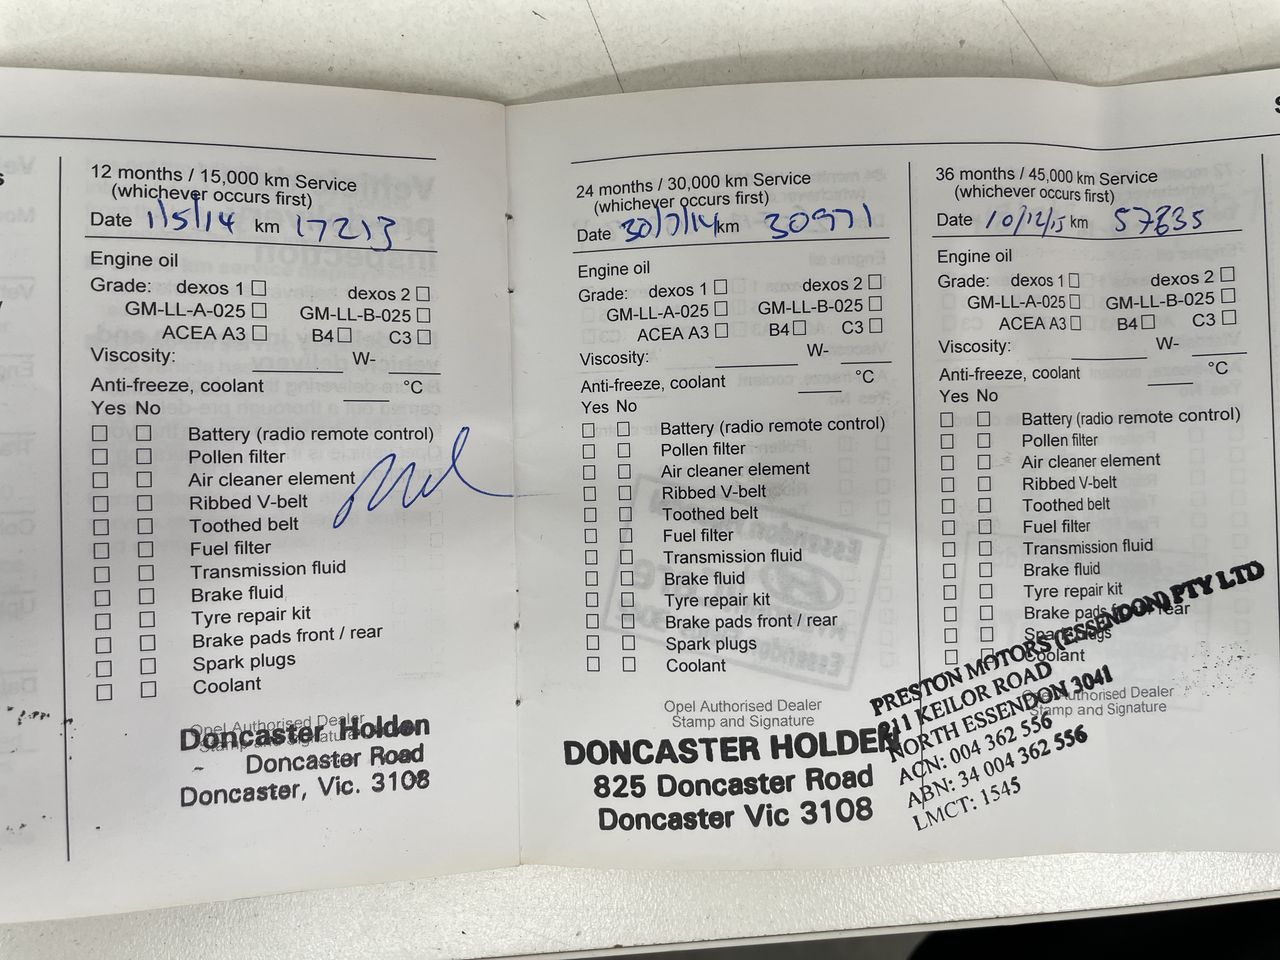 12 months / 15,000 km Service
(whichever occurs first)
Date 1/5/14 km 17213
Engine oil
Grade: dexos 1 dexos 2
GM-LL-A-025 GM-LL-B-025
ACEA A3 B4 C3
Viscosity: W-
Anti-freeze, coolant °C
Yes No
Battery (radio remote control)
Pollen filter
Air cleaner element
Ribbed V-belt
Toothed belt
Fuel filter
Transmission fluid
Brake fluid
Tyre repair kit
Brake pads front / rear
Spark plugs
Coolant
Opel Authorised Dealer
Stamp and Signature
Doncaster Holden
Doncaster Road
Doncaster, Vic. 3108
24 months / 30,000 km Service
(whichever occurs first)
Date 30/7/14 km 30971
Engine oil
Grade: dexos 1 dexos 2
GM-LL-A-025 GM-LL-B-025
ACEA A3 B4 C3
Viscosity: W-
Anti-freeze, coolant °C
Yes No
Battery (radio remote control)
Pollen filter
Air cleaner element
Ribbed V-belt
Toothed belt
Fuel filter
Transmission fluid
Brake fluid
Tyre repair kit
Brake pads front / rear
Spark plugs
Coolant
Opel Authorised Dealer
Stamp and Signature
DONCASTER HOLDEN
825 Doncaster Road
Doncaster Vic 3108
36 months / 45,000 km Service
(whichever occurs first)
Date 10/12/15 km
Engine oil
Grade: dexos 1 dexos 2
GM-LL-A-025 GM-LL-B-025
ACEA A3 B4 C3
Viscosity: W-
Anti-freeze, coolant °C
Yes No
Battery (radio remote control)
Pollen filter
Air cleaner element
Ribbed V-belt
Toothed belt
Fuel filter
Transmission fluid
Brake fluid
Tyre repair kit
Brake pads front / rear
Spark plugs
Coolant
Opel Authorised Dealer
Stamp and Signature
PRESTON MOTORS (ESSENDON) PTY LTD
211 KEILOR ROAD
NORTH ESSENDON 3041
ACN: 004 362 556
ABN: 34 004 362 556
LMCT: 1545